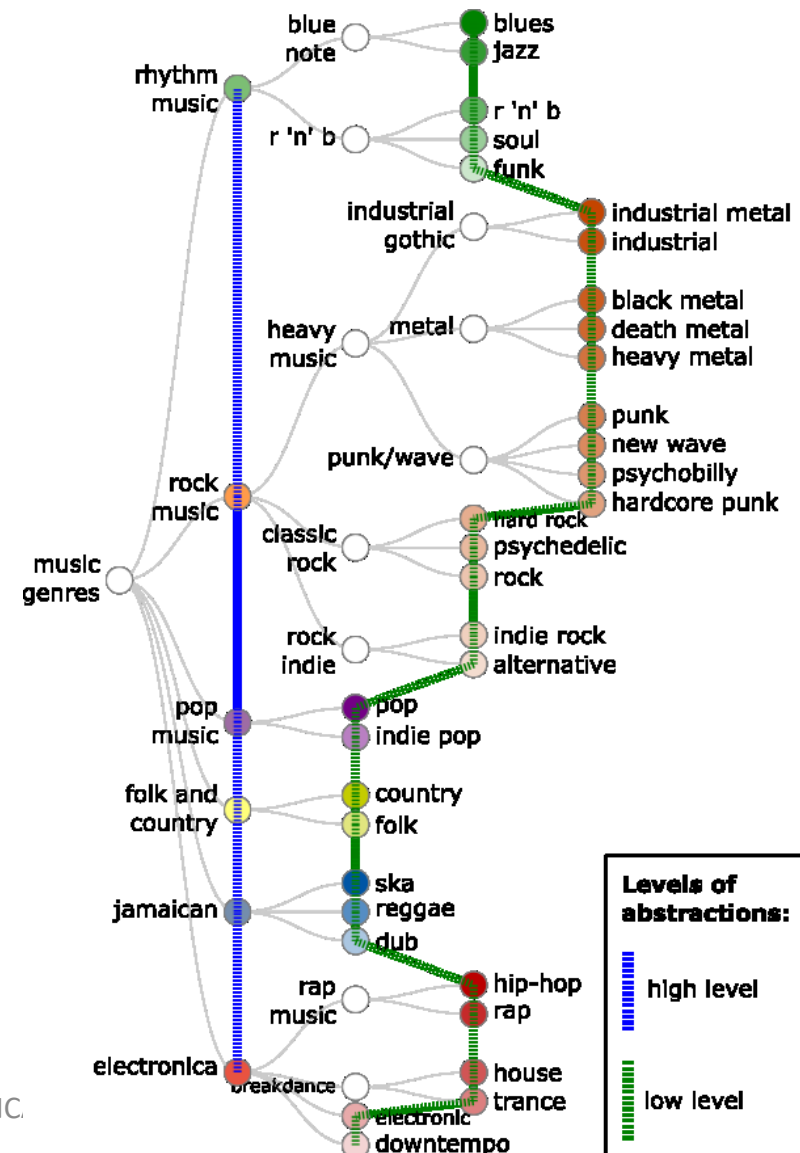 blue
note
blues
jazz
rhythm
music
r 'n' b
r 'n' b
soul
funk
industrial
gothic
industrial metal
industrial
heavy
music
metal
black metal
death metal
heavy metal
punk/wave
punk
new wave
psychobilly
hardcore punk
rock
music
classic
rock
hard rock
psychedelic
rock
music
genres
rock
indie
indie rock
alternative
pop
music
pop
indie pop
folk and
country
country
folk
jamaican
ska
reggae
dub
rap
music
hip-hop
rap
electronica
breakdance
house
trance
electronic
downtempo
Levels of
abstractions:
high level
low level